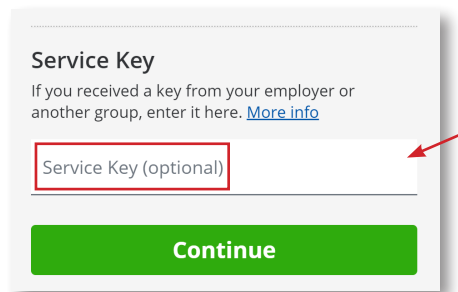 Service Key
If you received a key from your employer or
another group, enter it here. More info
Service Key (optional)
Continue